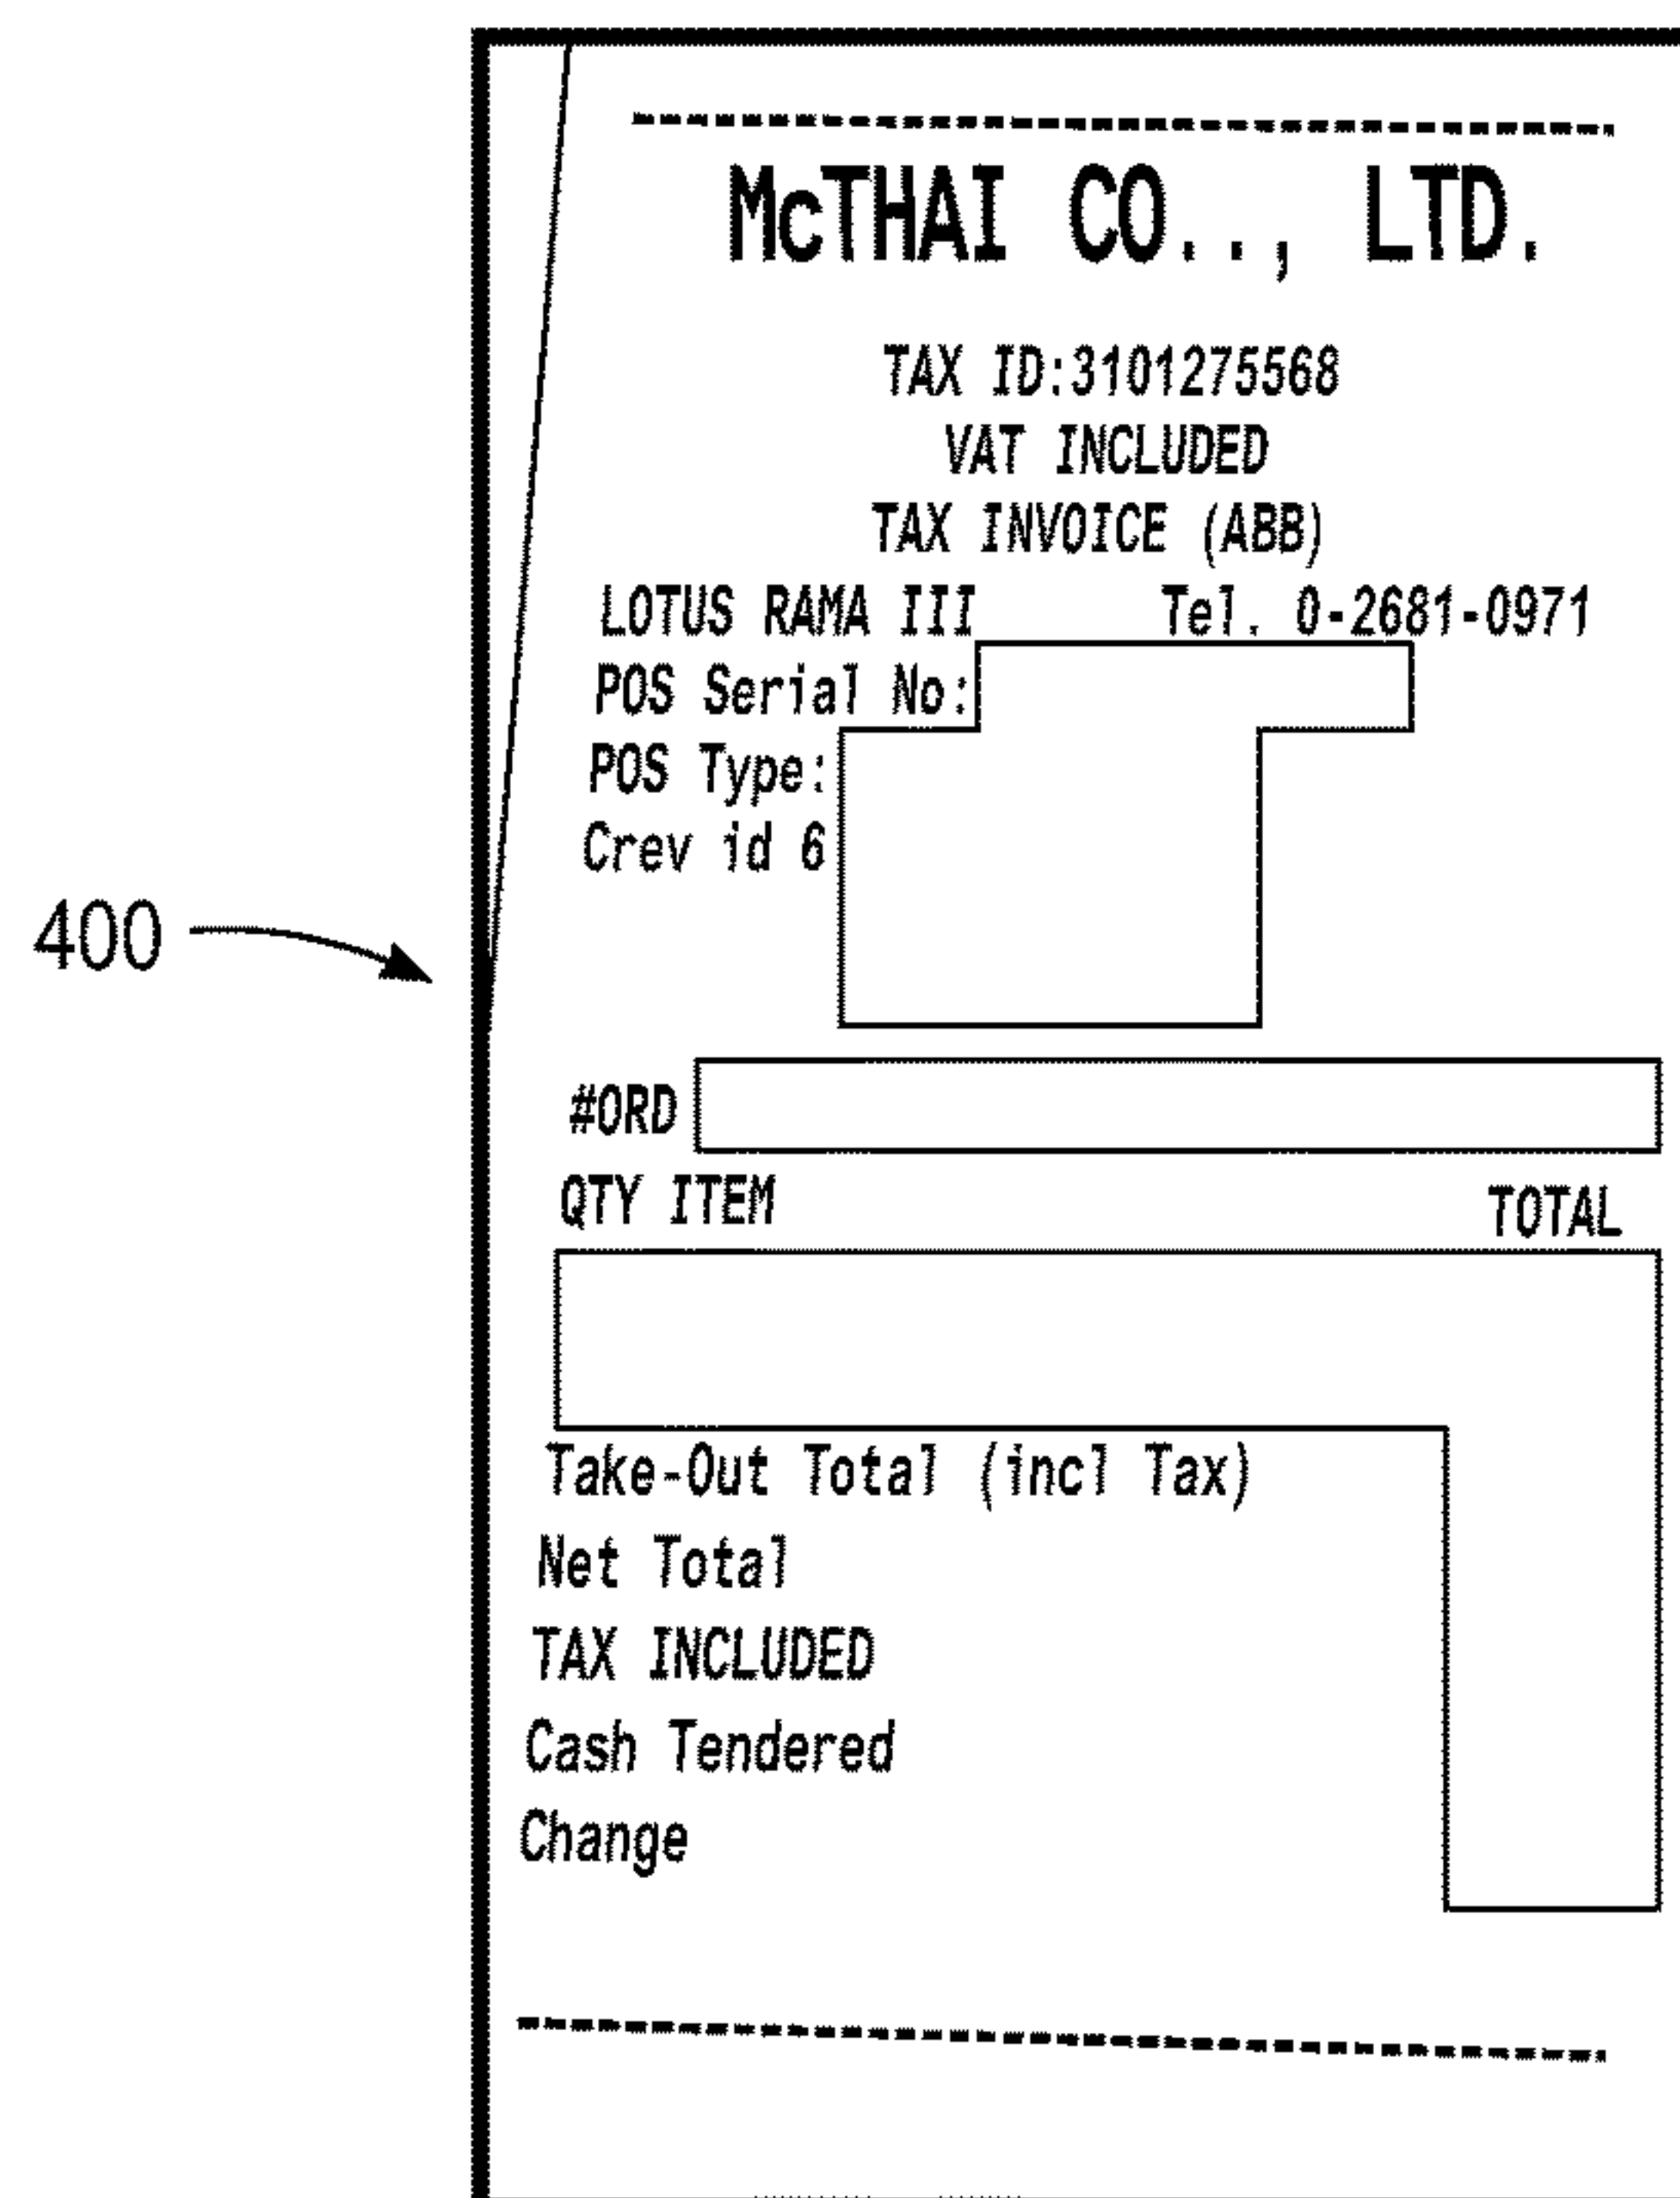 McTHAI CO.., LTD.
TAX ID:3101275568
VAT INCLUDED
TAX INVOICE (ABB)
LOTUS RAMA III Tel. 0-2681-0971
POS Serial No:
POS Type:
Crev id 6
400
#ORD
QTY ITEM TOTAL
Take-Out Total (incl Tax)
Net Total
TAX INCLUDED
Cash Tendered
Change